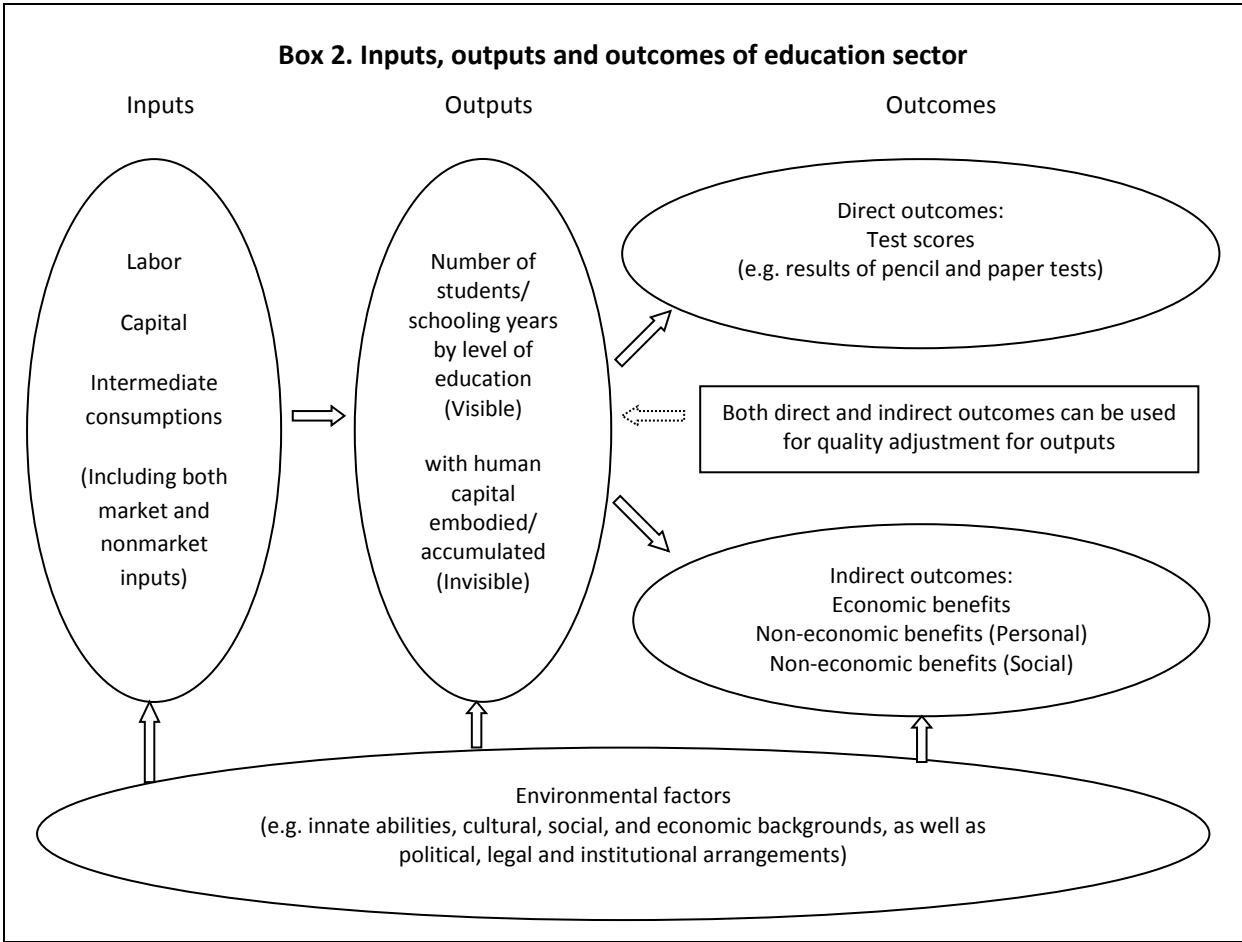 Box 2. Inputs, outputs and outcomes of education sector
Inputs
Outputs
Outcomes
Labor
Capital
Intermediate
consumptions
(Including both
market and
nonmarket
inputs)
Number of
students/
schooling years
by level of
education
(Visible)
with human
capital
embodied/
accumulated
(Invisible)
Direct outcomes:
Test scores
(e.g. results of pencil and paper tests)
Both direct and indirect outcomes can be used
for quality adjustment for outputs
Indirect outcomes:
Economic benefits
Non-economic benefits (Personal)
Non-economic benefits (Social)
Environmental factors
(e.g. innate abilities, cultural, social, and economic backgrounds, as well as
political, legal and institutional arrangements)